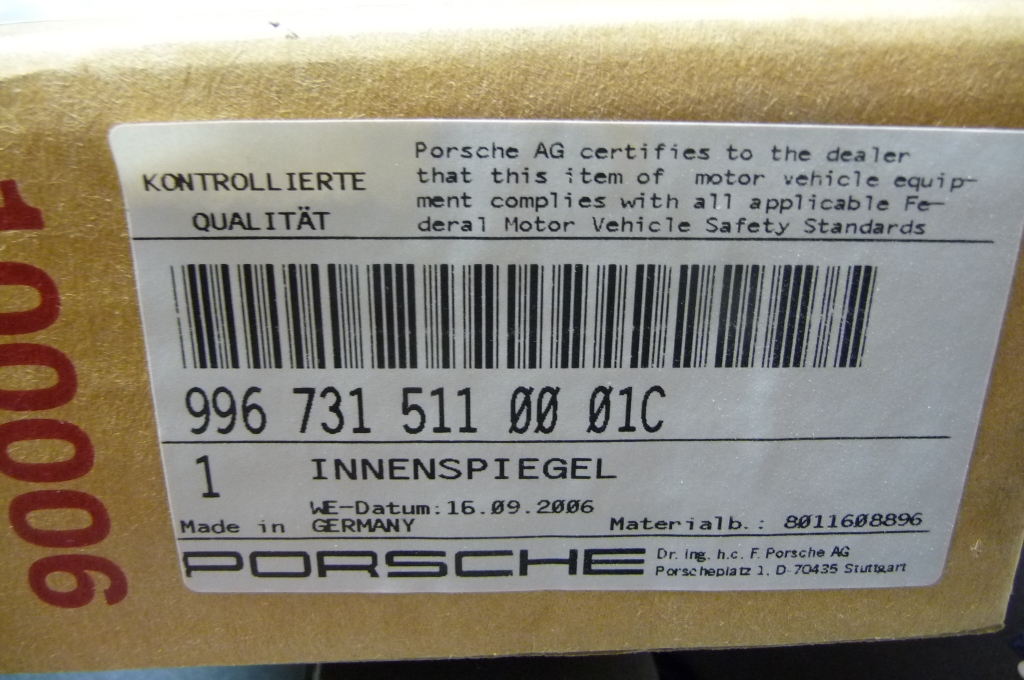 KONTROLLIERTE
QUALITÄT
Porsche AG certifies to the dealer
that this item of motor vehicle equip-
ment complies with all applicable Fe-
deral Motor Vehicle Safety Standards
996 731 511 00 01C
1 INNENSPIEGEL
WE-Datum:16.09.2006
Made in GERMANY Materialb.: 8011608896
PORSCHE
Dr. Ing. h.c. F. Porsche AG
Porscheplatz 1, D-70435 Stuttgart
100006